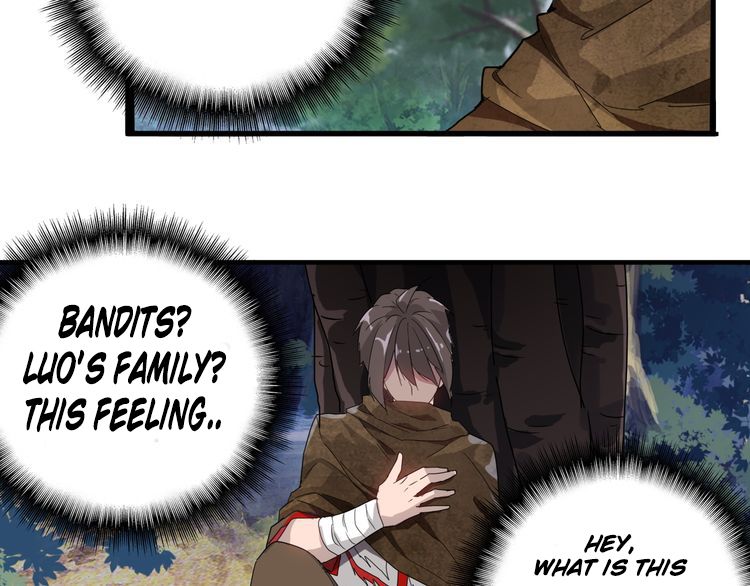 BANDITS?
LUO'S FAMILY?
THIS FEELING..
HEY,
WHAT IS THIS